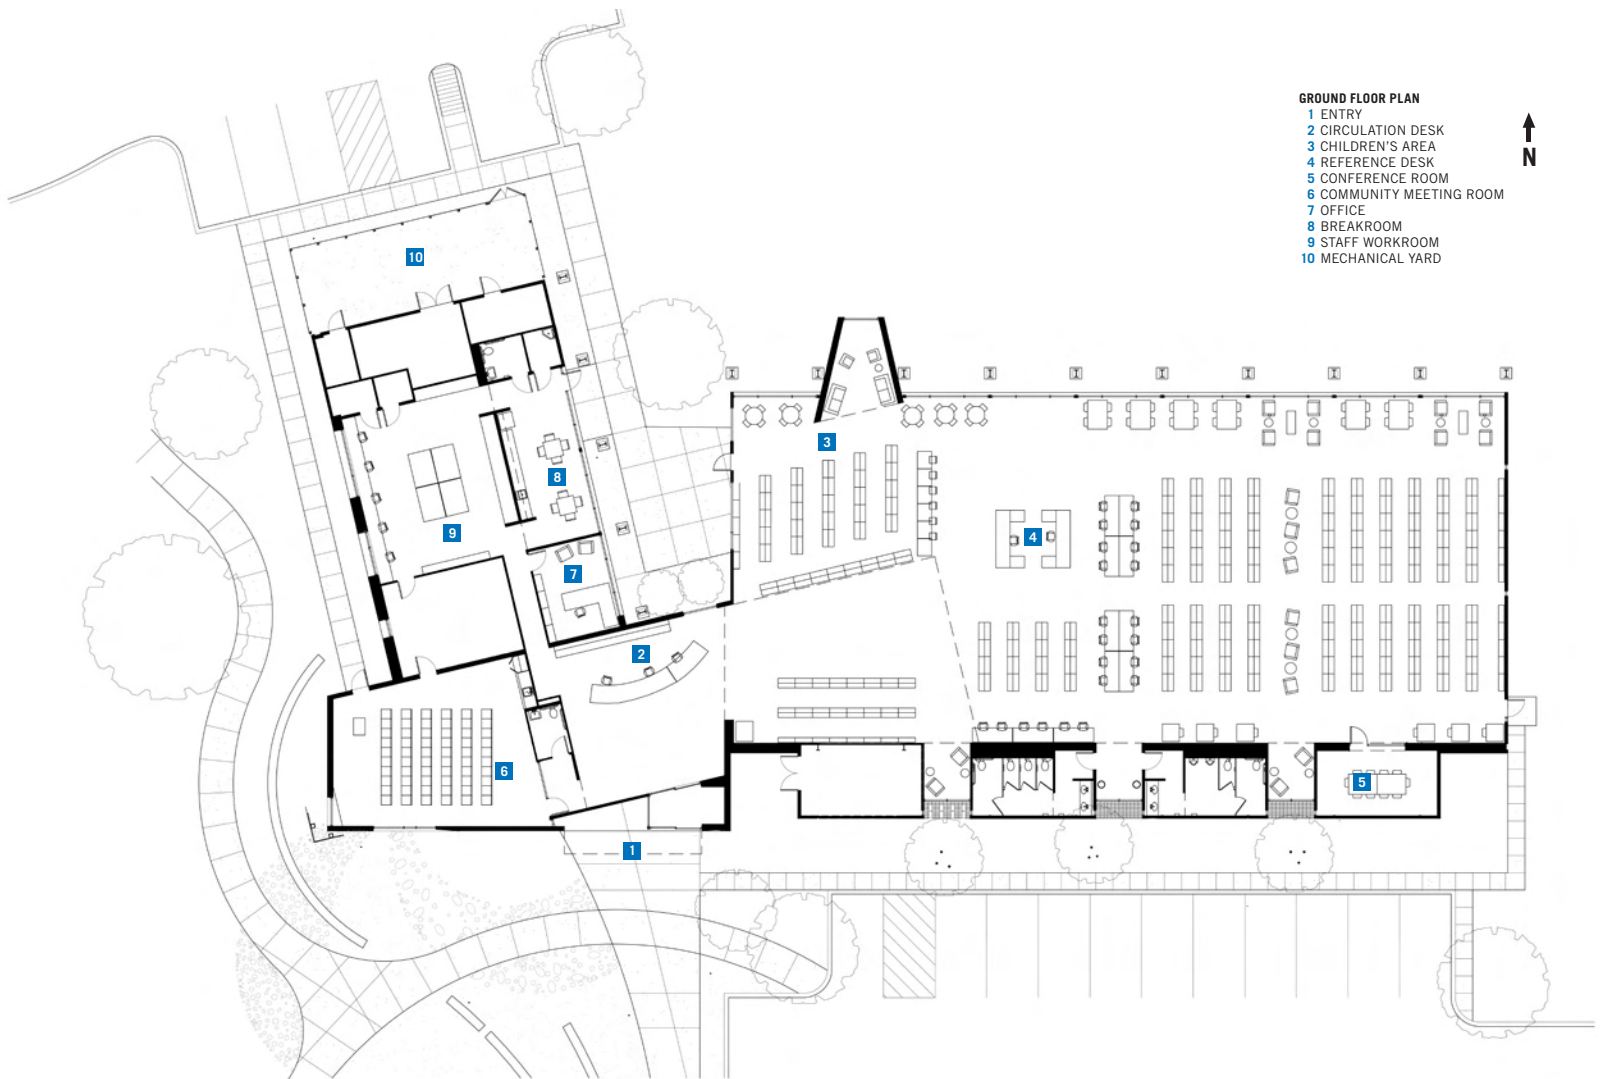 GROUND FLOOR PLAN
1 ENTRY
2 CIRCULATION DESK
3 CHILDREN'S AREA
4 REFERENCE DESK
5 CONFERENCE ROOM
6 COMMUNITY MEETING ROOM
7 OFFICE
8 BREAKROOM
9 STAFF WORKROOM
10 MECHANICAL YARD
N
10
3
8
9
4
7
2
6
5
1